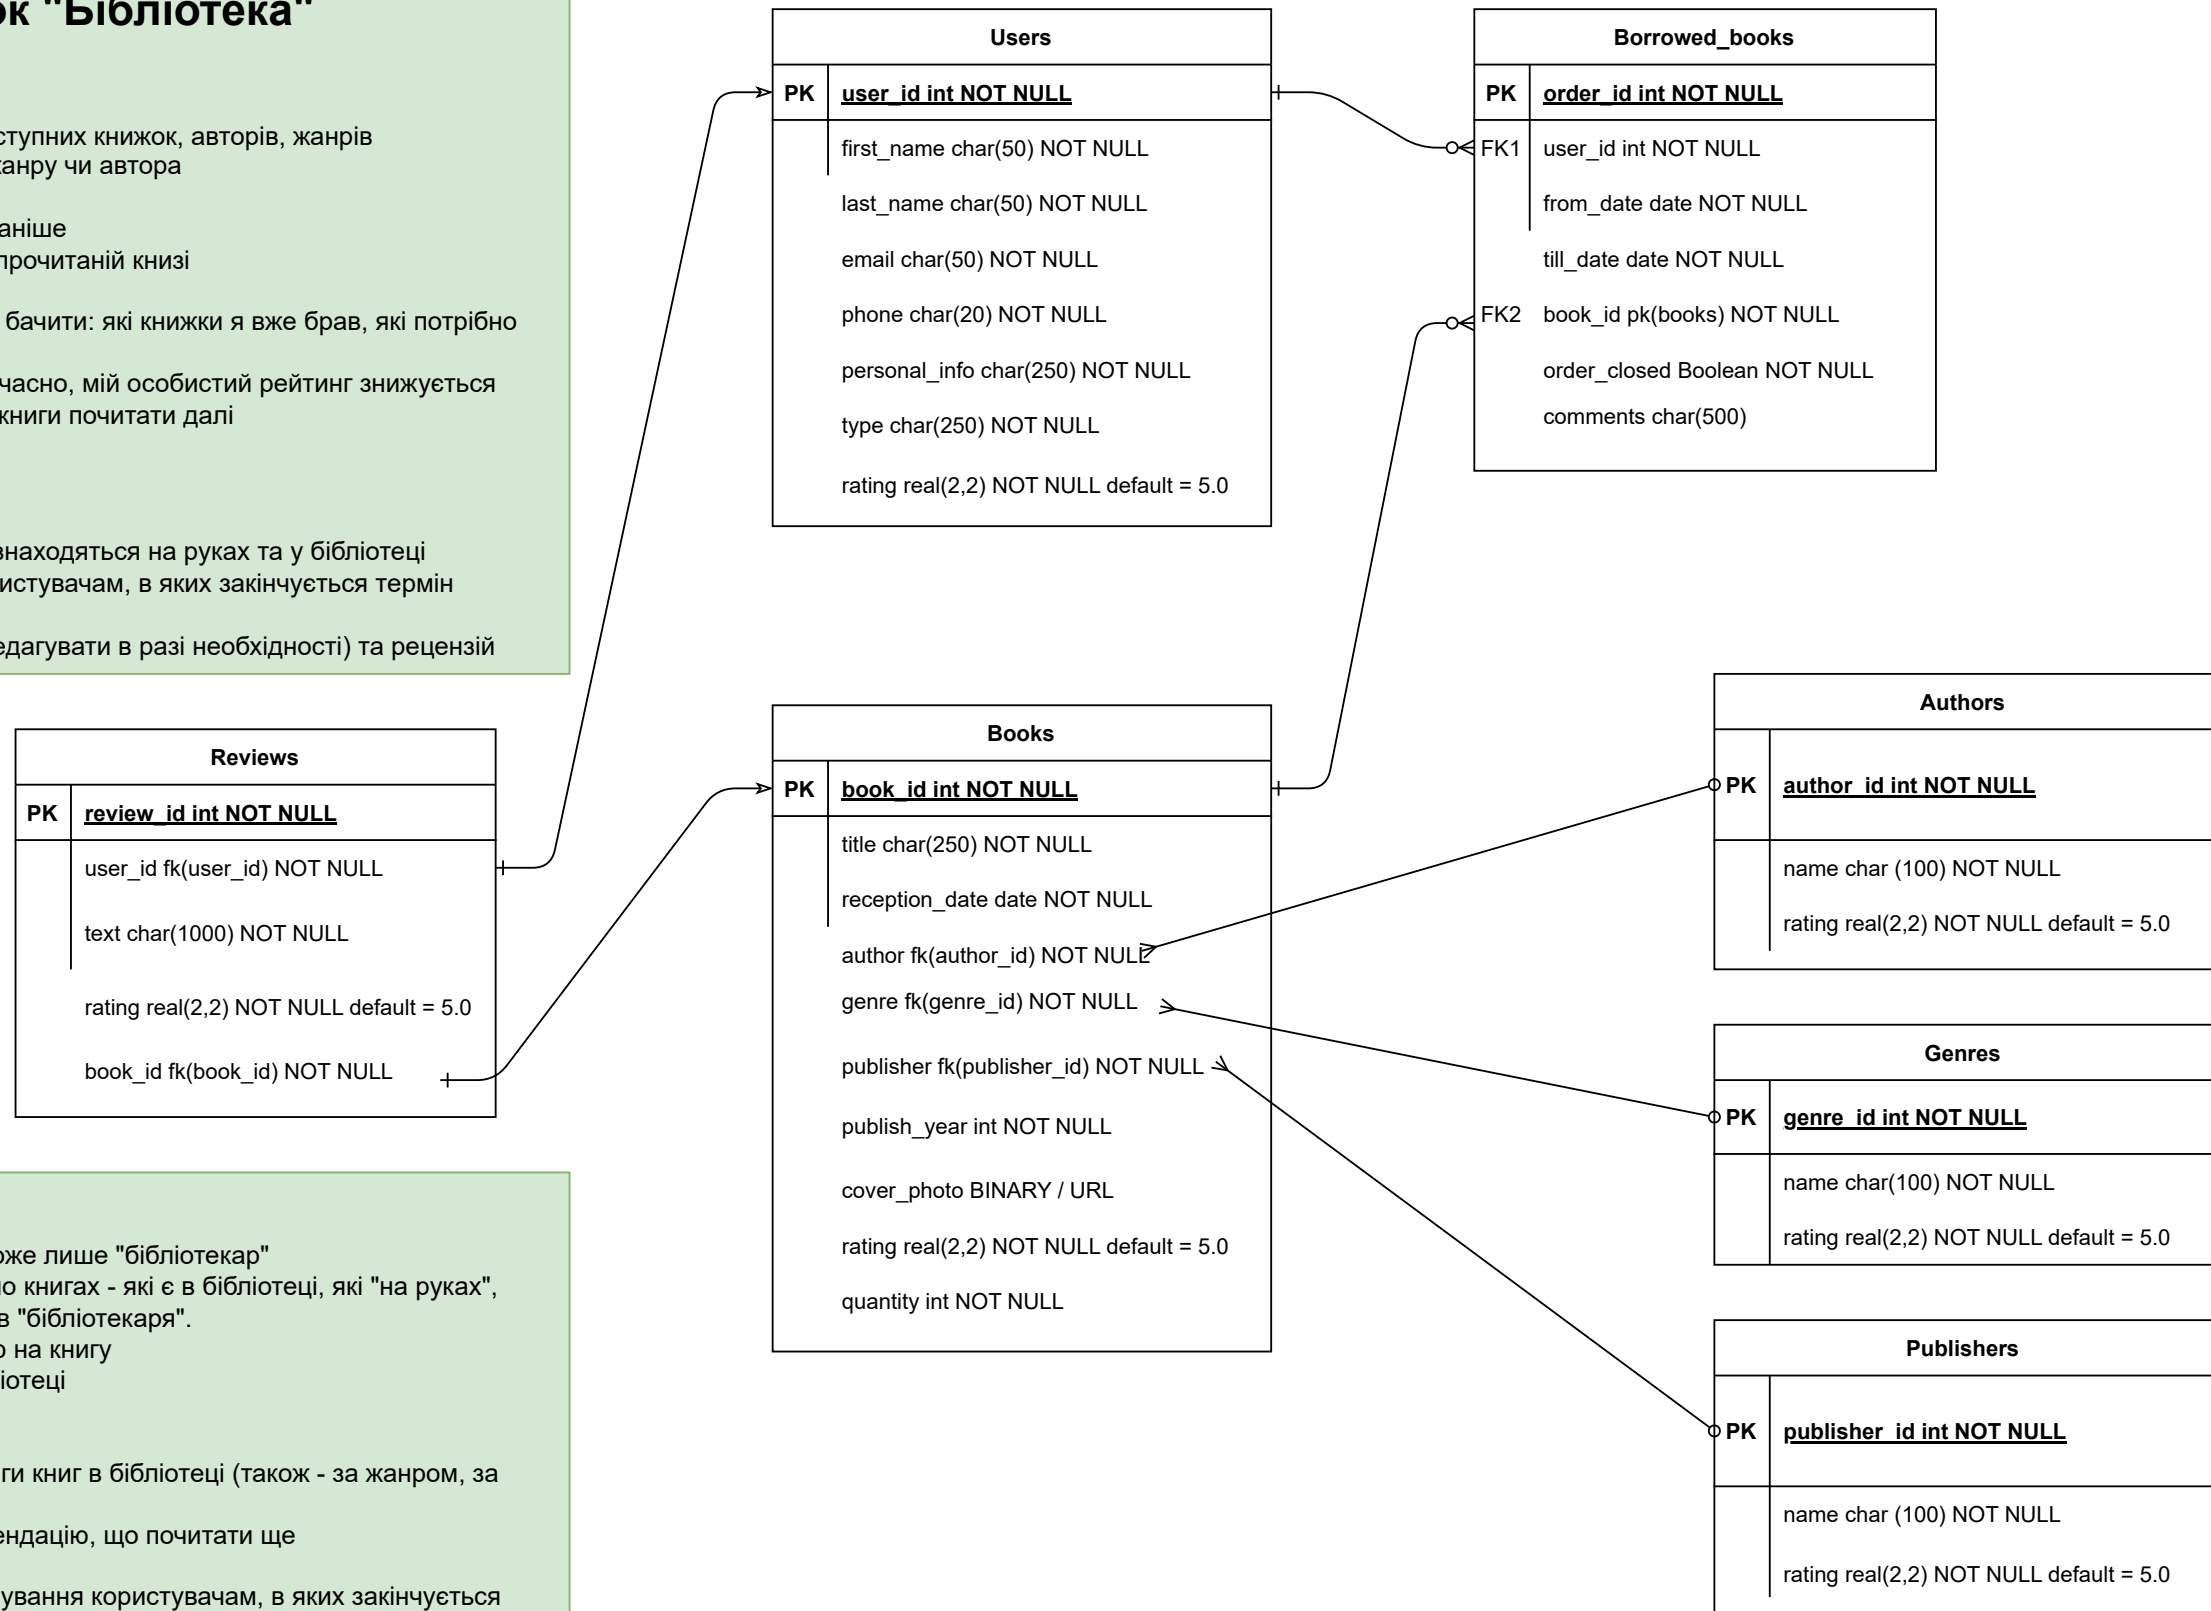 ок "Бібліотека"
ступних книжок, авторів, жанрів
анру чи автора
аніше
прочитаній книзі
бачити: які книжки я вже брав, які потрібно
часно, мій особистий рейтинг знижується
книги почитати далі
знаходяться на руках та у бібліотеці
истувачам, в яких закінчується термін
едагувати в разі необхідності) та рецензій
Users
PK user_id int NOT NULL
first_name char(50) NOT NULL
last_name char(50) NOT NULL
email char(50) NOT NULL
phone char(20) NOT NULL
personal_info char(250) NOT NULL
type char(250) NOT NULL
rating real(2,2) NOT NULL default = 5.0
Borrowed_books
PK order_id int NOT NULL
FK1 user_id int NOT NULL
from_date date NOT NULL
till_date date NOT NULL
FK2 book_id pk(books) NOT NULL
order_closed Boolean NOT NULL
comments char(500)
Reviews
PK review_id int NOT NULL
user_id fk(user_id) NOT NULL
text char(1000) NOT NULL
rating real(2,2) NOT NULL default = 5.0
book_id fk(book_id) NOT NULL
Books
PK book_id int NOT NULL
title char(250) NOT NULL
reception_date date NOT NULL
author fk(author_id) NOT NULL
genre fk(genre_id) NOT NULL
publisher fk(publisher_id) NOT NULL
publish_year int NOT NULL
cover_photo BINARY / URL
rating real(2,2) NOT NULL default = 5.0
quantity int NOT NULL
Authors
PK author_id int NOT NULL
name char (100) NOT NULL
rating real(2,2) NOT NULL default = 5.0
Genres
PK genre_id int NOT NULL
name char(100) NOT NULL
rating real(2,2) NOT NULL default = 5.0
Publishers
PK publisher_id int NOT NULL
name char (100) NOT NULL
rating real(2,2) NOT NULL default = 5.0
оже лише "бібліотекар"
о книгах - які є в бібліотеці, які "на руках",
в "бібліотекаря".
ю на книгу
іотеці
ги книг в бібліотеці (також - за жанром, за
ендацію, що почитати ще
ування користувачам, в яких закінчується